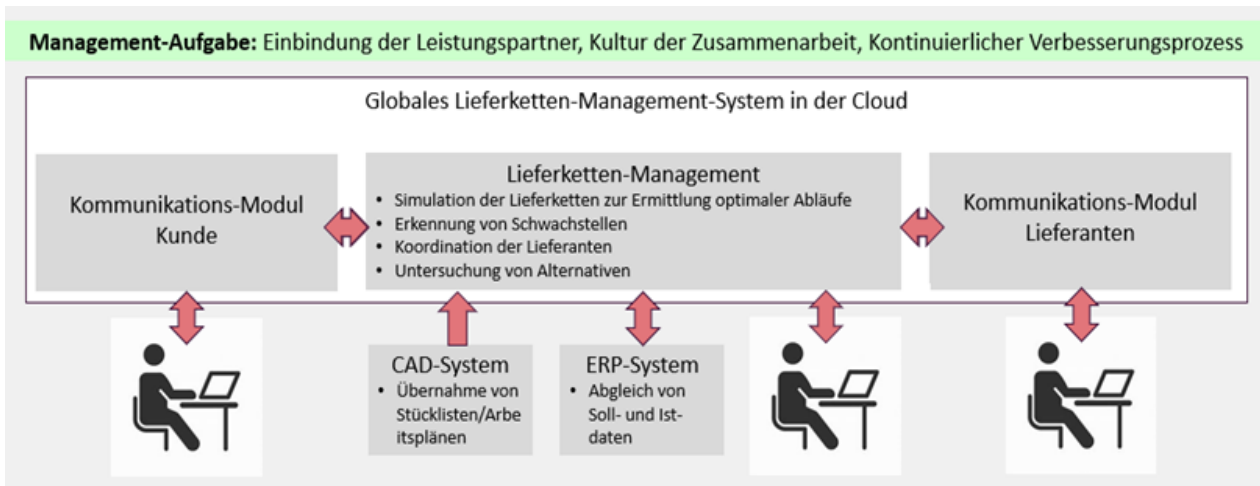 Management-Aufgabe: Einbindung der Leistungspartner, Kultur der Zusammenarbeit, Kontinuierlicher Verbesserungsprozess
Globales Lieferketten-Management-System in der Cloud
Kommunikations-Modul
Kunde
Lieferketten-Management
• Simulation der Lieferketten zur Ermittlung optimaler Abläufe
• Erkennung von Schwachstellen
• Koordination der Lieferanten
• Untersuchung von Alternativen
Kommunikations-Modul
Lieferanten
CAD-System
• Übernahme von
Stücklisten/Arbe
itsplänen
ERP-System
• Abgleich von
Soll- und Ist-
daten